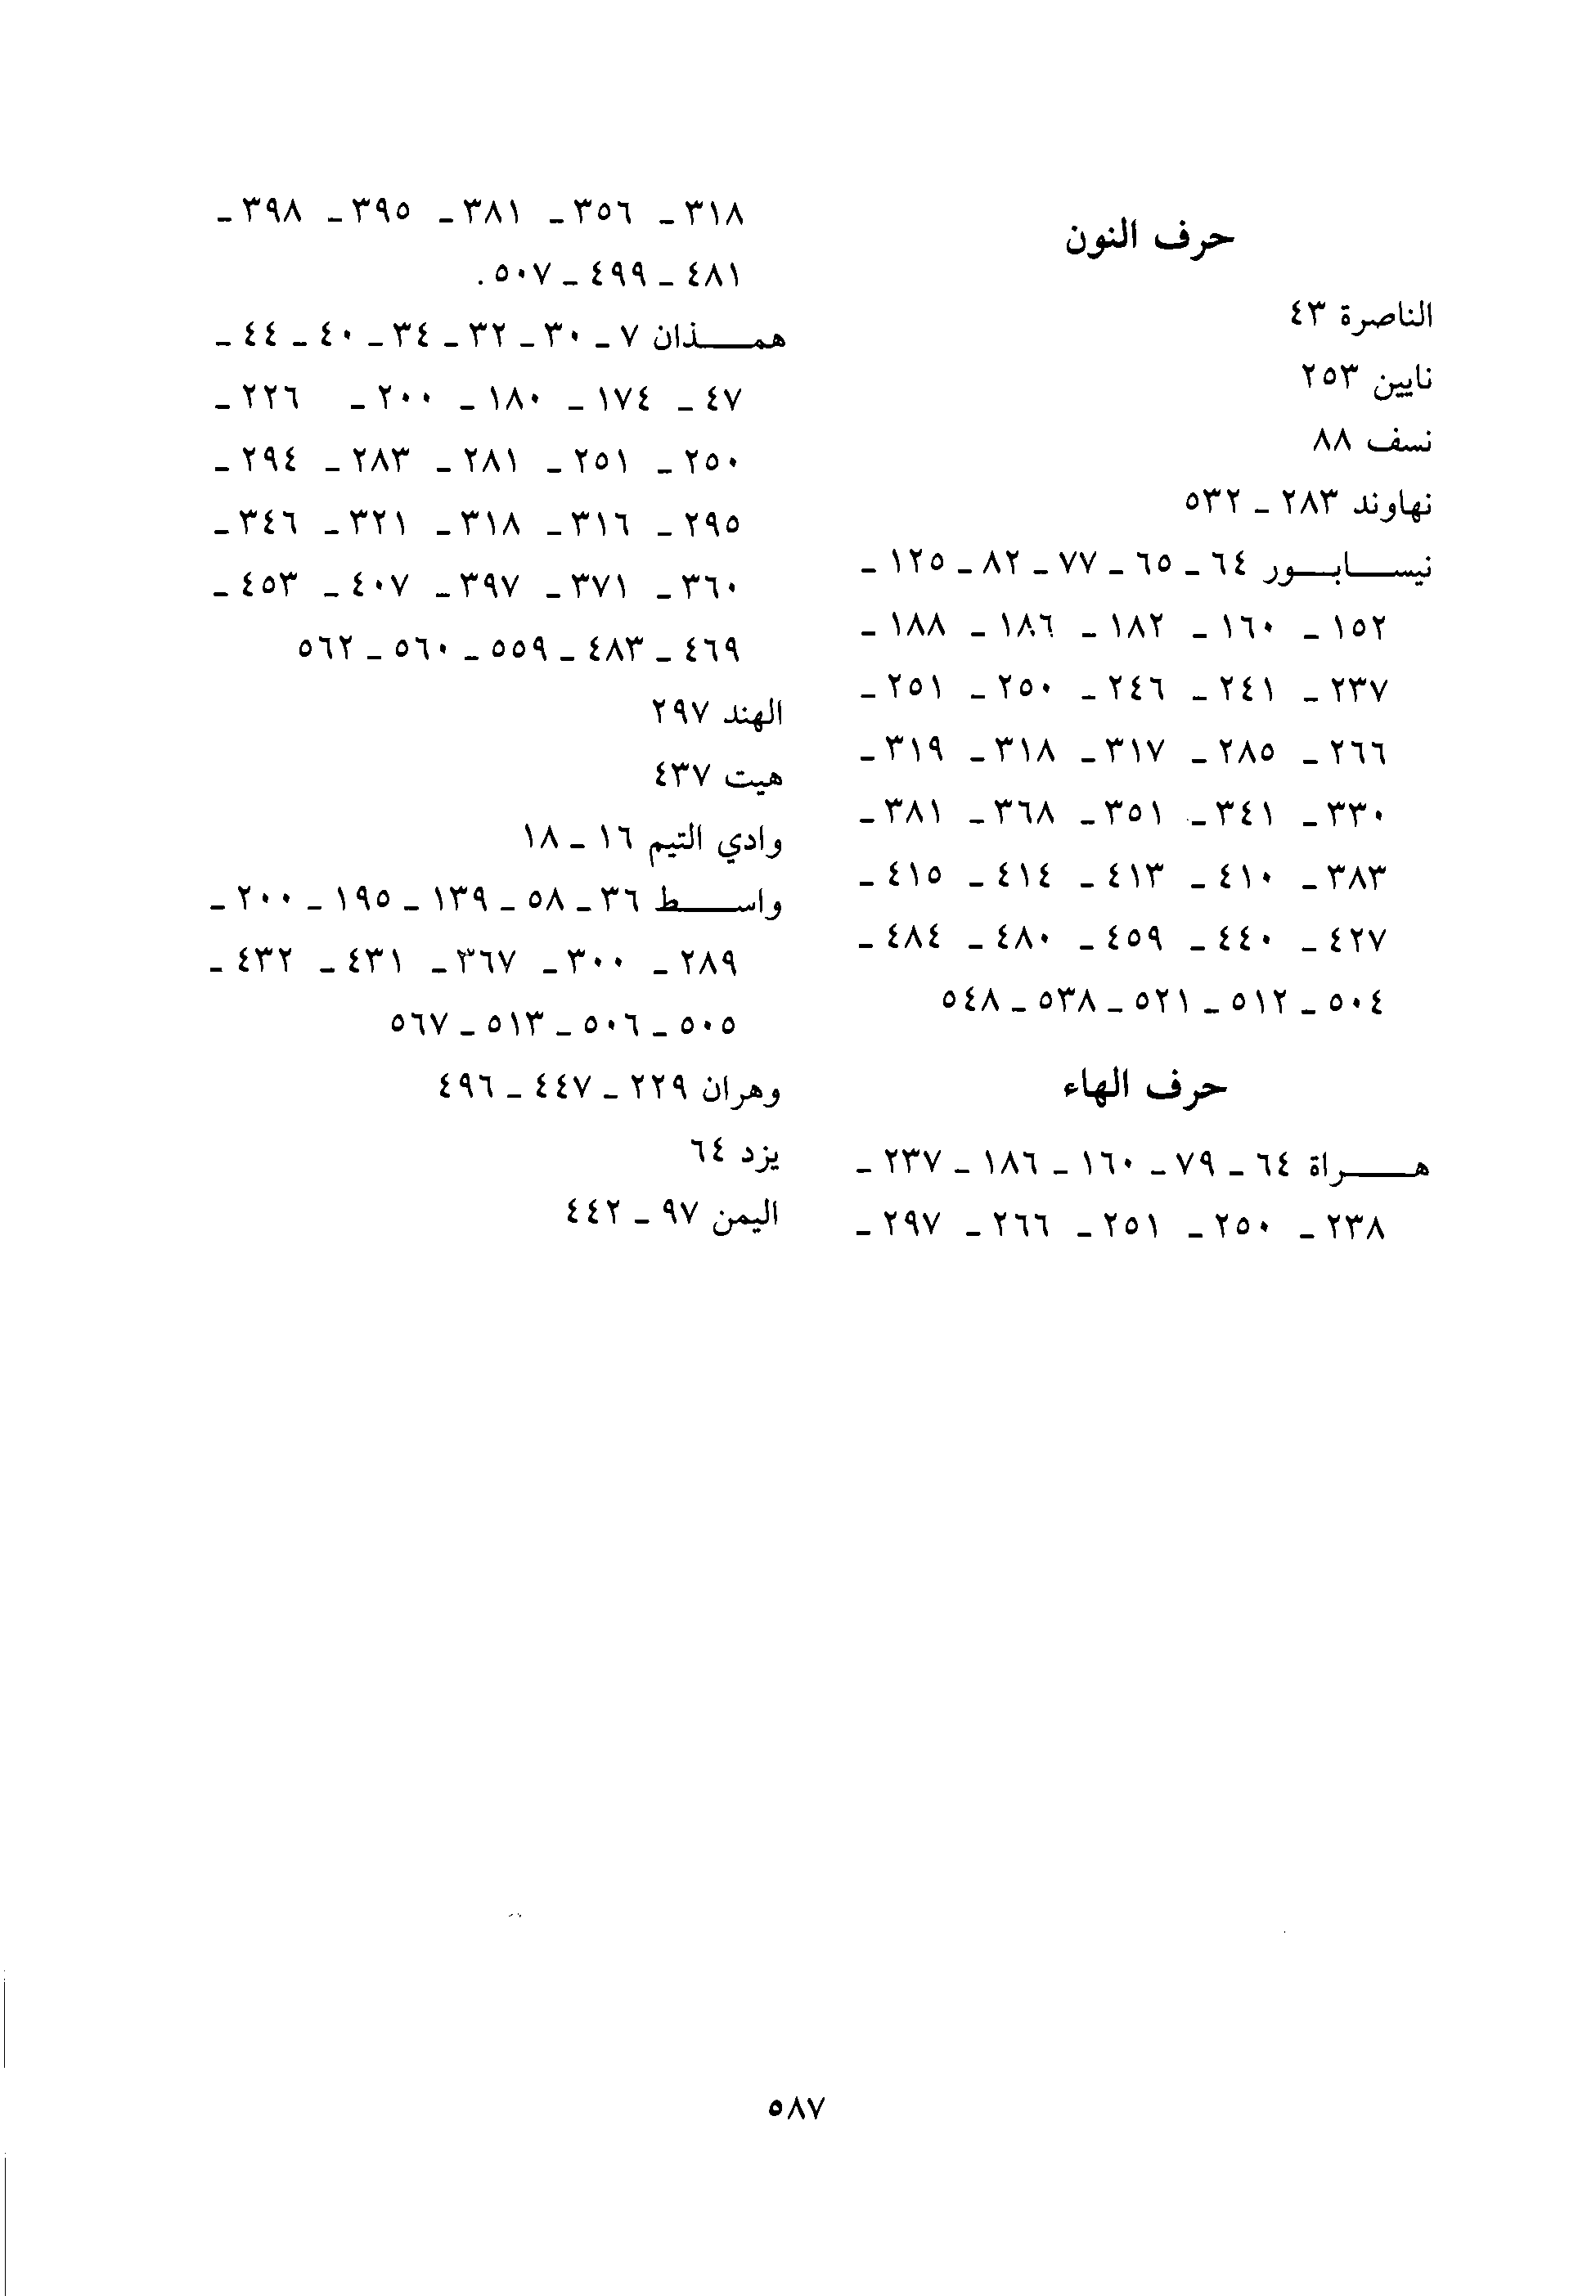 حرف النون
الناصرة ٤٣
نايين ٢٥٣
نسف ٨٨
نهاوند ٢٨٣ ـ ٥٣٢
نيسابور ٦٤ ـ ٦٥ ـ ٧٧ ـ ٨٢ ـ ١٢٥ ـ
١٥٢ ـ ١٦٠ ـ ١٨٢ ـ ١٨٦ ـ ١٨٨ ـ
٢٣٧ ـ ٢٤١ ـ ٢٤٦ ـ ٢٥٠ ـ ٢٥١ ـ
٢٦٦ ـ ٢٨٥ ـ ٣١٧ ـ ٣١٨ ـ ٣١٩ ـ
٣٣٠ ـ ٣٤١ ـ ٣٥١ ـ ٣٦٨ ـ ٣٨١ ـ
٣٨٣ ـ ٤١٠ ـ ٤١٣ ـ ٤١٤ ـ ٤١٥ ـ
٤٢٧ ـ ٤٤٠ ـ ٤٥٩ ـ ٤٨٠ ـ ٤٨٤ ـ
٥٠٤ ـ ٥١٢ ـ ٥٢١ ـ ٥٣٨ ـ ٥٤٨
حرف الهاء
هراة ٦٤ ـ ٧٩ ـ ١٦٠ ـ ١٨٦ ـ ٢٣٧ ـ
٢٣٨ ـ ٢٥٠ ـ ٢٥١ ـ ٢٦٦ ـ ٢٩٧ ـ
٣١٨ ـ ٣٥٦ ـ ٣٨١ ـ ٣٩٥ ـ ٣٩٨ ـ
٤٨١ ـ ٤٩٩ ـ ٥٠٧ .
همذان ٧ ـ ٣٠ ـ ٣٢ ـ ٣٤ ـ ٤٠ ـ ٤٤ ـ
٤٧ ـ ١٧٤ ـ ١٨٠ ـ ٢٠٠ ـ ٢٢٦ ـ
٢٥٠ ـ ٢٥١ ـ ٢٨١ ـ ٢٨٣ ـ ٢٩٤ ـ
٢٩٥ ـ ٣١٦ ـ ٣١٨ ـ ٣٢١ ـ ٣٤٦ ـ
٣٦٠ ـ ٣٧١ ـ ٣٩٧ ـ ٤٠٧ ـ ٤٥٣ ـ
٤٦٩ ـ ٤٨٣ ـ ٥٥٩ ـ ٥٦٠ ـ ٥٦٢
الهند ٢٩٧
هيت ٤٣٧
وادي التيم ١٦ ـ ١٨
واسط ٣٦ ـ ٥٨ ـ ١٣٩ ـ ١٩٥ ـ ٢٠٠ ـ
٢٨٩ ـ ٣٠٠ ـ ٣٦٧ ـ ٤٣١ ـ ٤٣٢ ـ
٥٠٥ ـ ٥٠٦ ـ ٥١٣ ـ ٥٦٧
وهران ٢٢٩ ـ ٤٤٧ ـ ٤٩٦
يزد ٦٤
اليمن ٩٧ ـ ٤٤٢
٥٨٧